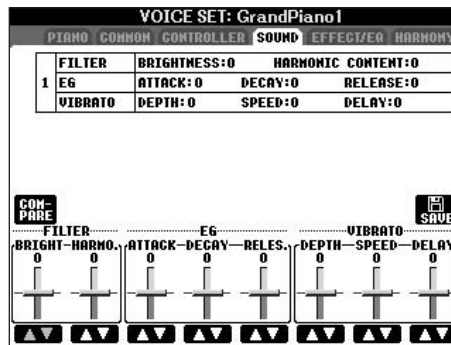 VOICE SET: GrandPiano1
PIANO COMMON CONTROLLER SOUND EFFECT/EQ HARMONY
FILTER BRIGHTNESS:0 HARMONIC CONTENT:0
1 EG ATTACK:0 DECAY:0 RELEASE:0
VIBRATO DEPTH:0 SPEED:0 DELAY:0
COM-
PARE
SAVE
FILTER EG VIBRATO
BRIGHT-HARMO. ATTACK-DECAY-RELES. DEPTH-SPEED-DELAY
0 0 0 0 0 0 0 0